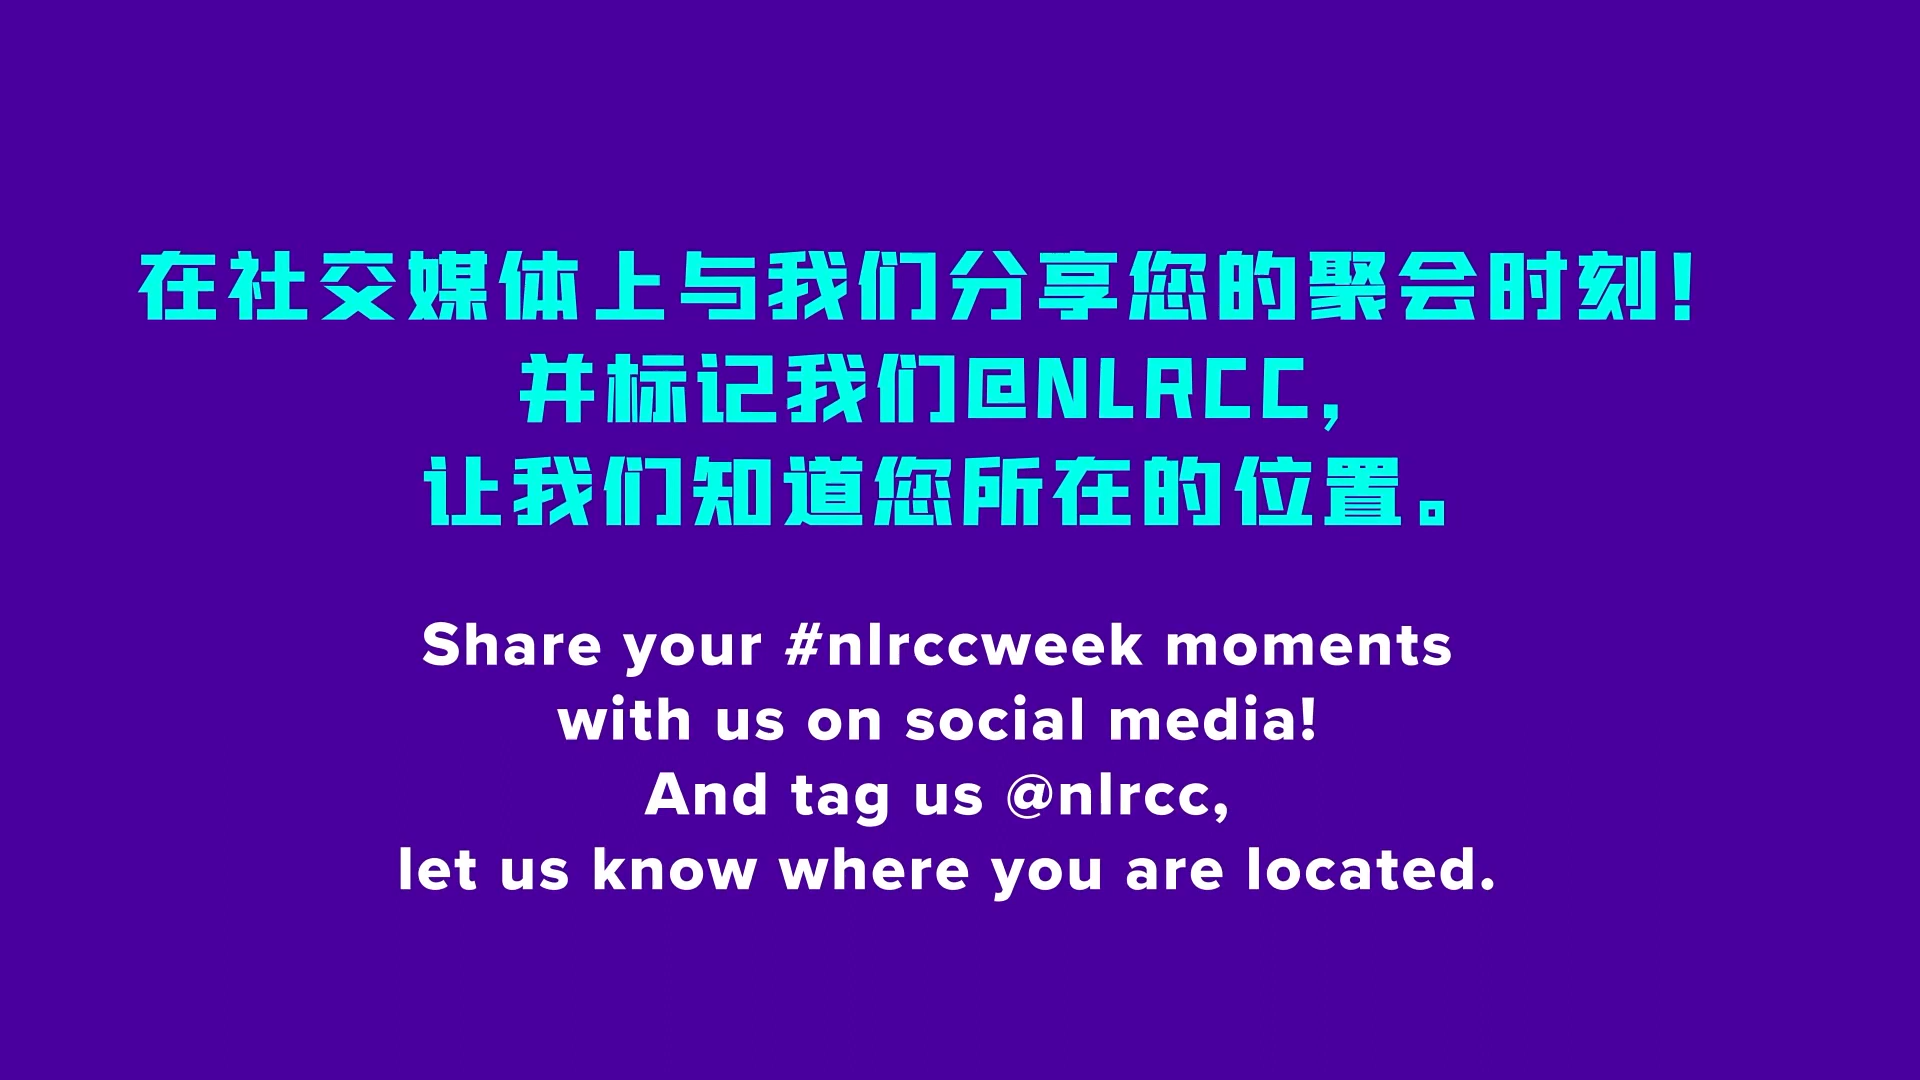 在社交媒体上与我们分享您的聚会时刻！
并标记我们@NLRCC，
让我们知道您所在的位置。
Share your #nlrccweek moments
with us on social media!
And tag us @nlrcc,
let us know where you are located.